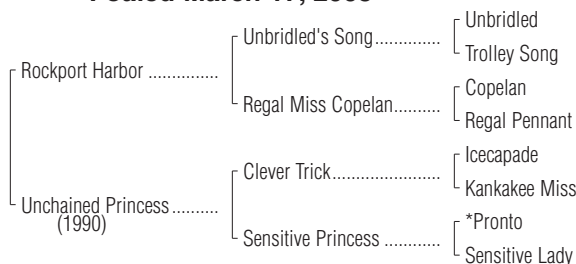 Foaled March 17,
Unbridled
Unbridled's Song..............
Trolley Song
Rockport Harbor ...............
Copelan
Regal Miss Copelan..........
Regal Pennant
Icecapade
Clever Trick.......................
Kankakee Miss
Unchained Princess..........
(1990)
*Pronto
Sensitive Princess ............
Sensitive Lady